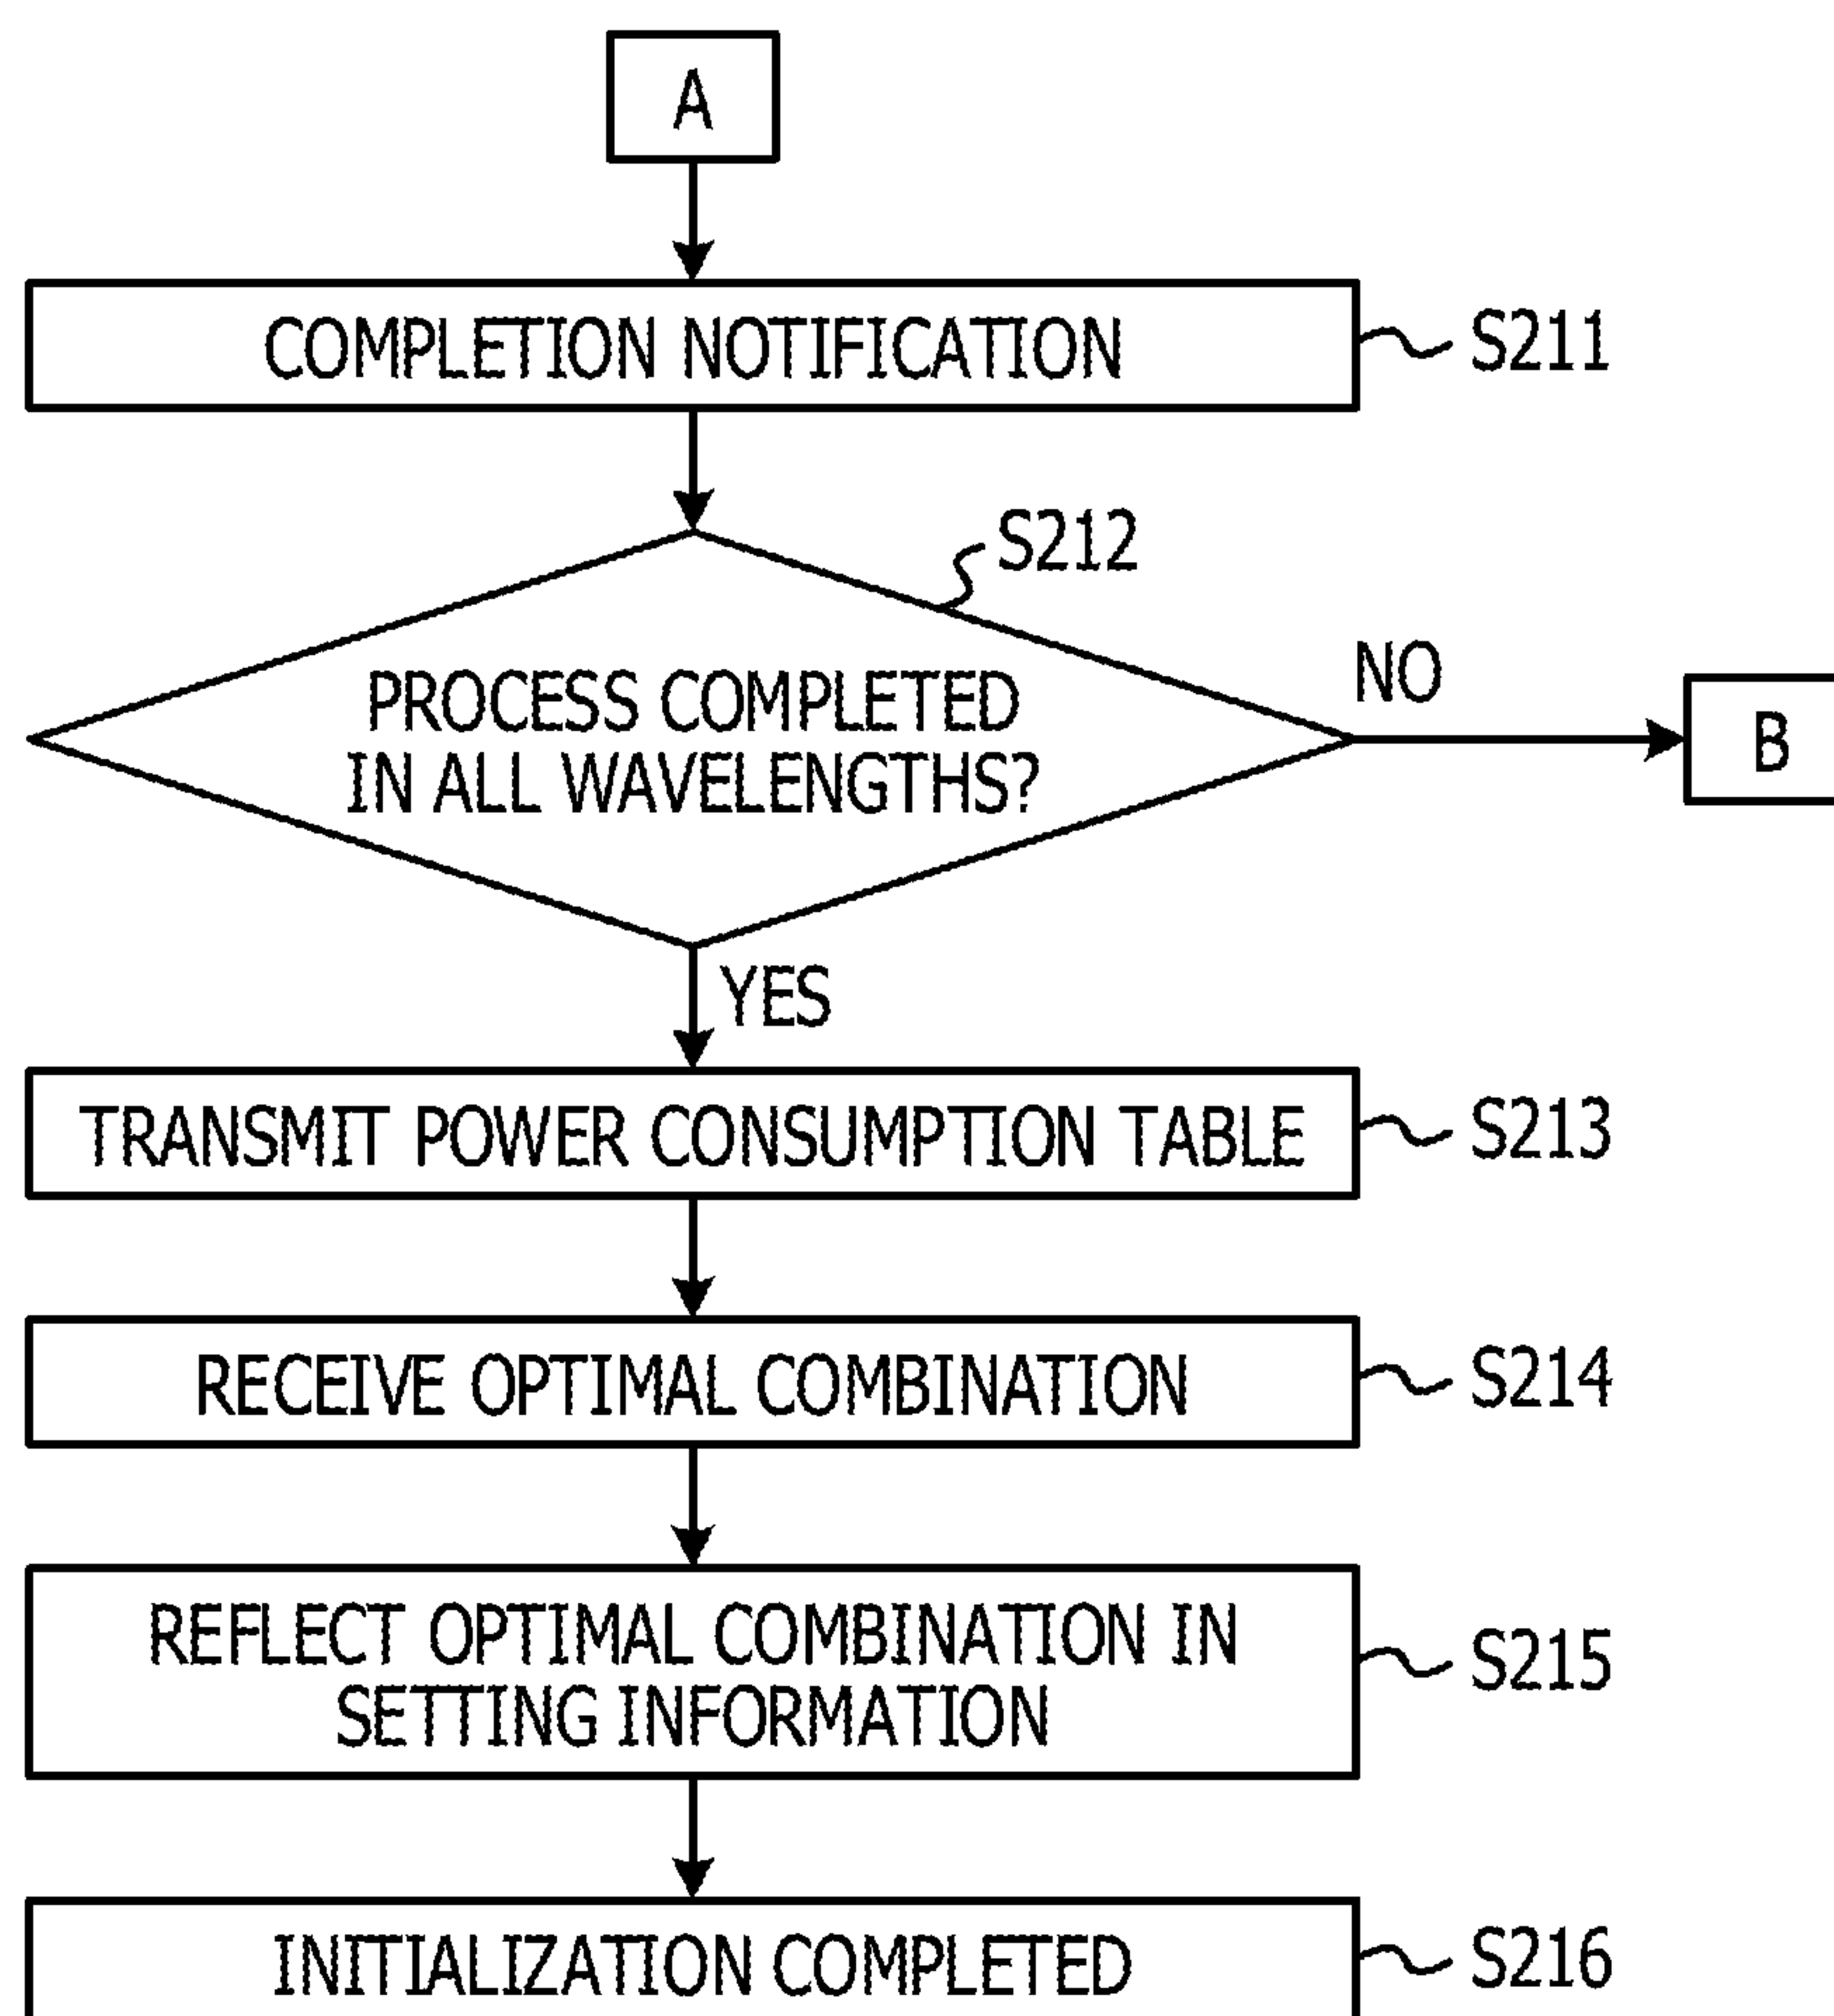 A
COMPLETION NOTIFICATION
S211
S212
PROCESS COMPLETED
IN ALL WAVELENGTHS?
NO
B
YES
TRANSMIT POWER CONSUMPTION TABLE
S213
RECEIVE OPTIMAL COMBINATION
S214
REFLECT OPTIMAL COMBINATION IN
SETTING INFORMATION
S215
INITIALIZATION COMPLETED
S216